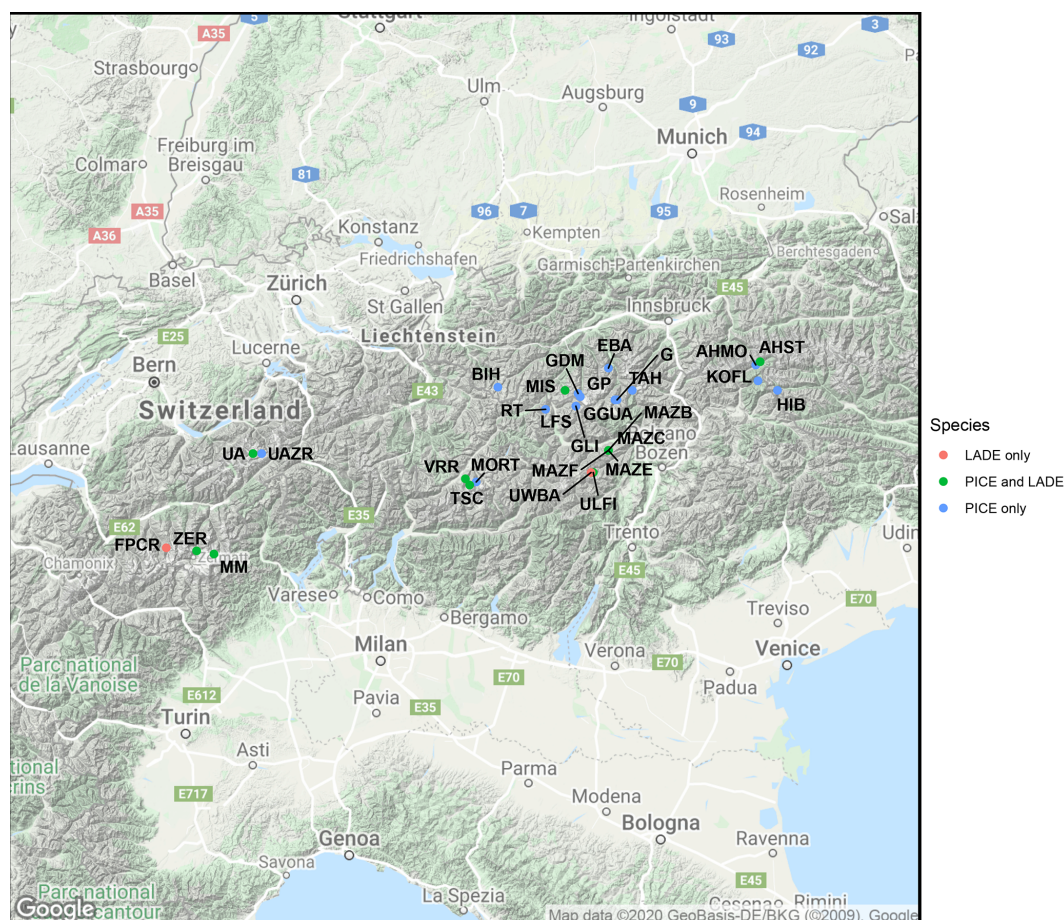 Stuttgart
Ingolstadt
5
A35
3
93
92
Strasbourg
Ulm
Augsburg
9
Munich
94
Freiburg im
Breisgau
Colmar
81
Rosenheim
A35
96
7
95
A36
Konstanz
Kempten
Friedrichshafen
Garmisch-Partenkirchen
Berchtesgaden
Basel
Zürich
E45
St Gallen
Innsbruck
E25
Liechtenstein
Lucerne
Bern
EBA
G
AHMO
AHST
GDM
BIH
MIS
GP
TAH
KOFL
E43
Switzerland
RT
LFS
GGUA
MAZB
HIB
GLI
MAZC
Bolzano
Bozen
Lausanne
UA
UAZR
VRR
MORT
MAZF
MAZE
TSC
UWBA
ULFI
E35
E62
Trento
FPCR
ZER
Zermatt
MM
Chamonix
E45
Varese
Como
Bergamo
E70
Treviso
Milan
Verona
E70
Venice
Parc national
de la Vanoise
E612
Pavia
E35
E70
Padua
Turin
Asti
Parma
E717
Modena
Bologna
Genoa
Ravenna
Savona
E45
La Spezia
Rimini
Google
Map data ©2020 GeoBasis-DE/BKG (©2009), Google
Species
LADE only
PICE and LADE
PICE only